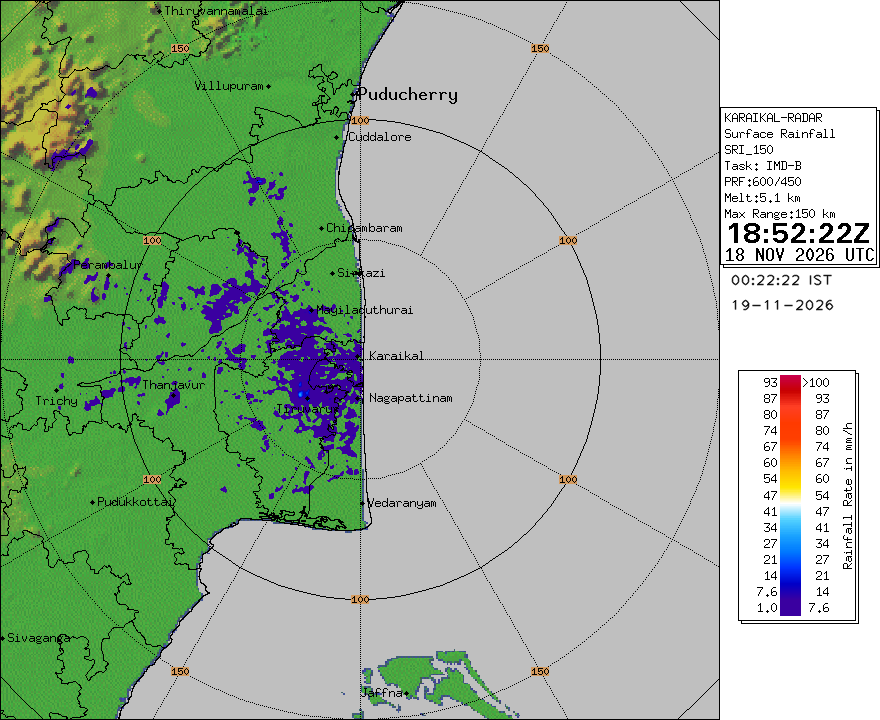 Thiruvannamalai
150
150
Villupuram
Puducherry
100
Cuddalore
Chidambaram
100
100
Perambalur
Sirkazi
Mayiladuthurai
Karaikal
Thanjavur
Trichy
Nagapattinam
100
100
Pudukkottai
Vedaranyam
100
Sivaganga
150
150
Jaffna
KARAIKAL-RADAR
Surface Rainfall
SRI_150
Task: IMD-B
PRF:600/450
Melt:5.1 km
Max Range:150 km
18:52:22Z
18 NOV 2026 UTC
00:22:22 IST
19-11-2026
93 >100
87 93
80 87
74 80
67 74
60 67
54 60
47 54
41 47
34 41
27 34
21 27
14 21
7.6 14
1.0 7.6
Rainfall Rate in mm/h